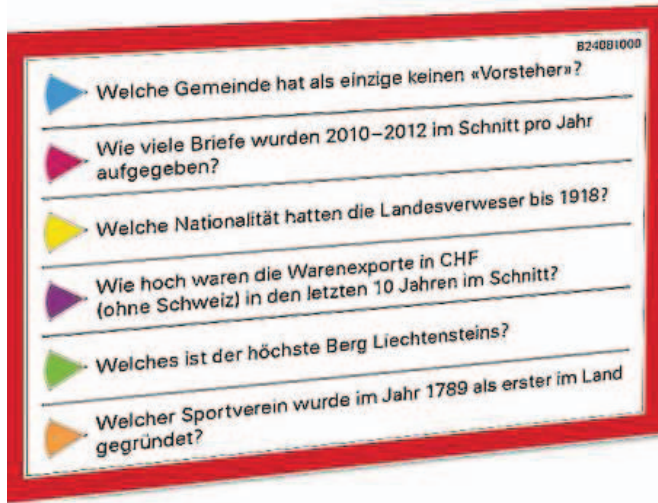 B24081000
Welche Gemeinde hat als einzige keinen «Vorsteher»?
Wie viele Briefe wurden 2010–2012 im Schnitt pro Jahr
aufgegeben?
Welche Nationalität hatten die Landesverweser bis 1918?
Wie hoch waren die Warenexporte in CHF
(ohne Schweiz) in den letzten 10 Jahren im Schnitt?
Welches ist der höchste Berg Liechtensteins?
Welcher Sportverein wurde im Jahr 1789 als erster im Land
gegründet?